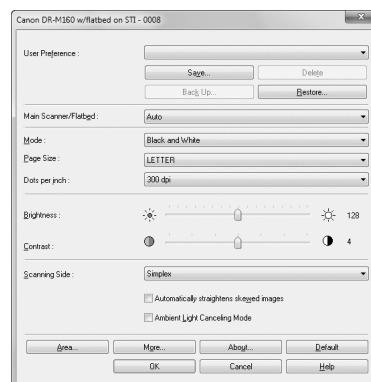 Canon DR-M160 w/flatbed on STI - 0008
x
User Preference :
Save... Delete
Back Up... Restore...
Main Scanner/Flatbed : Auto
Mode : Black and White
Page Size : LETTER
Dots per inch : 300 dpi
Brightness : 128
Contrast : 4
Scanning Side : Simplex
Automatically straightens skewed images
Ambient Light Canceling Mode
Area... More... About... Default
OK Cancel Help